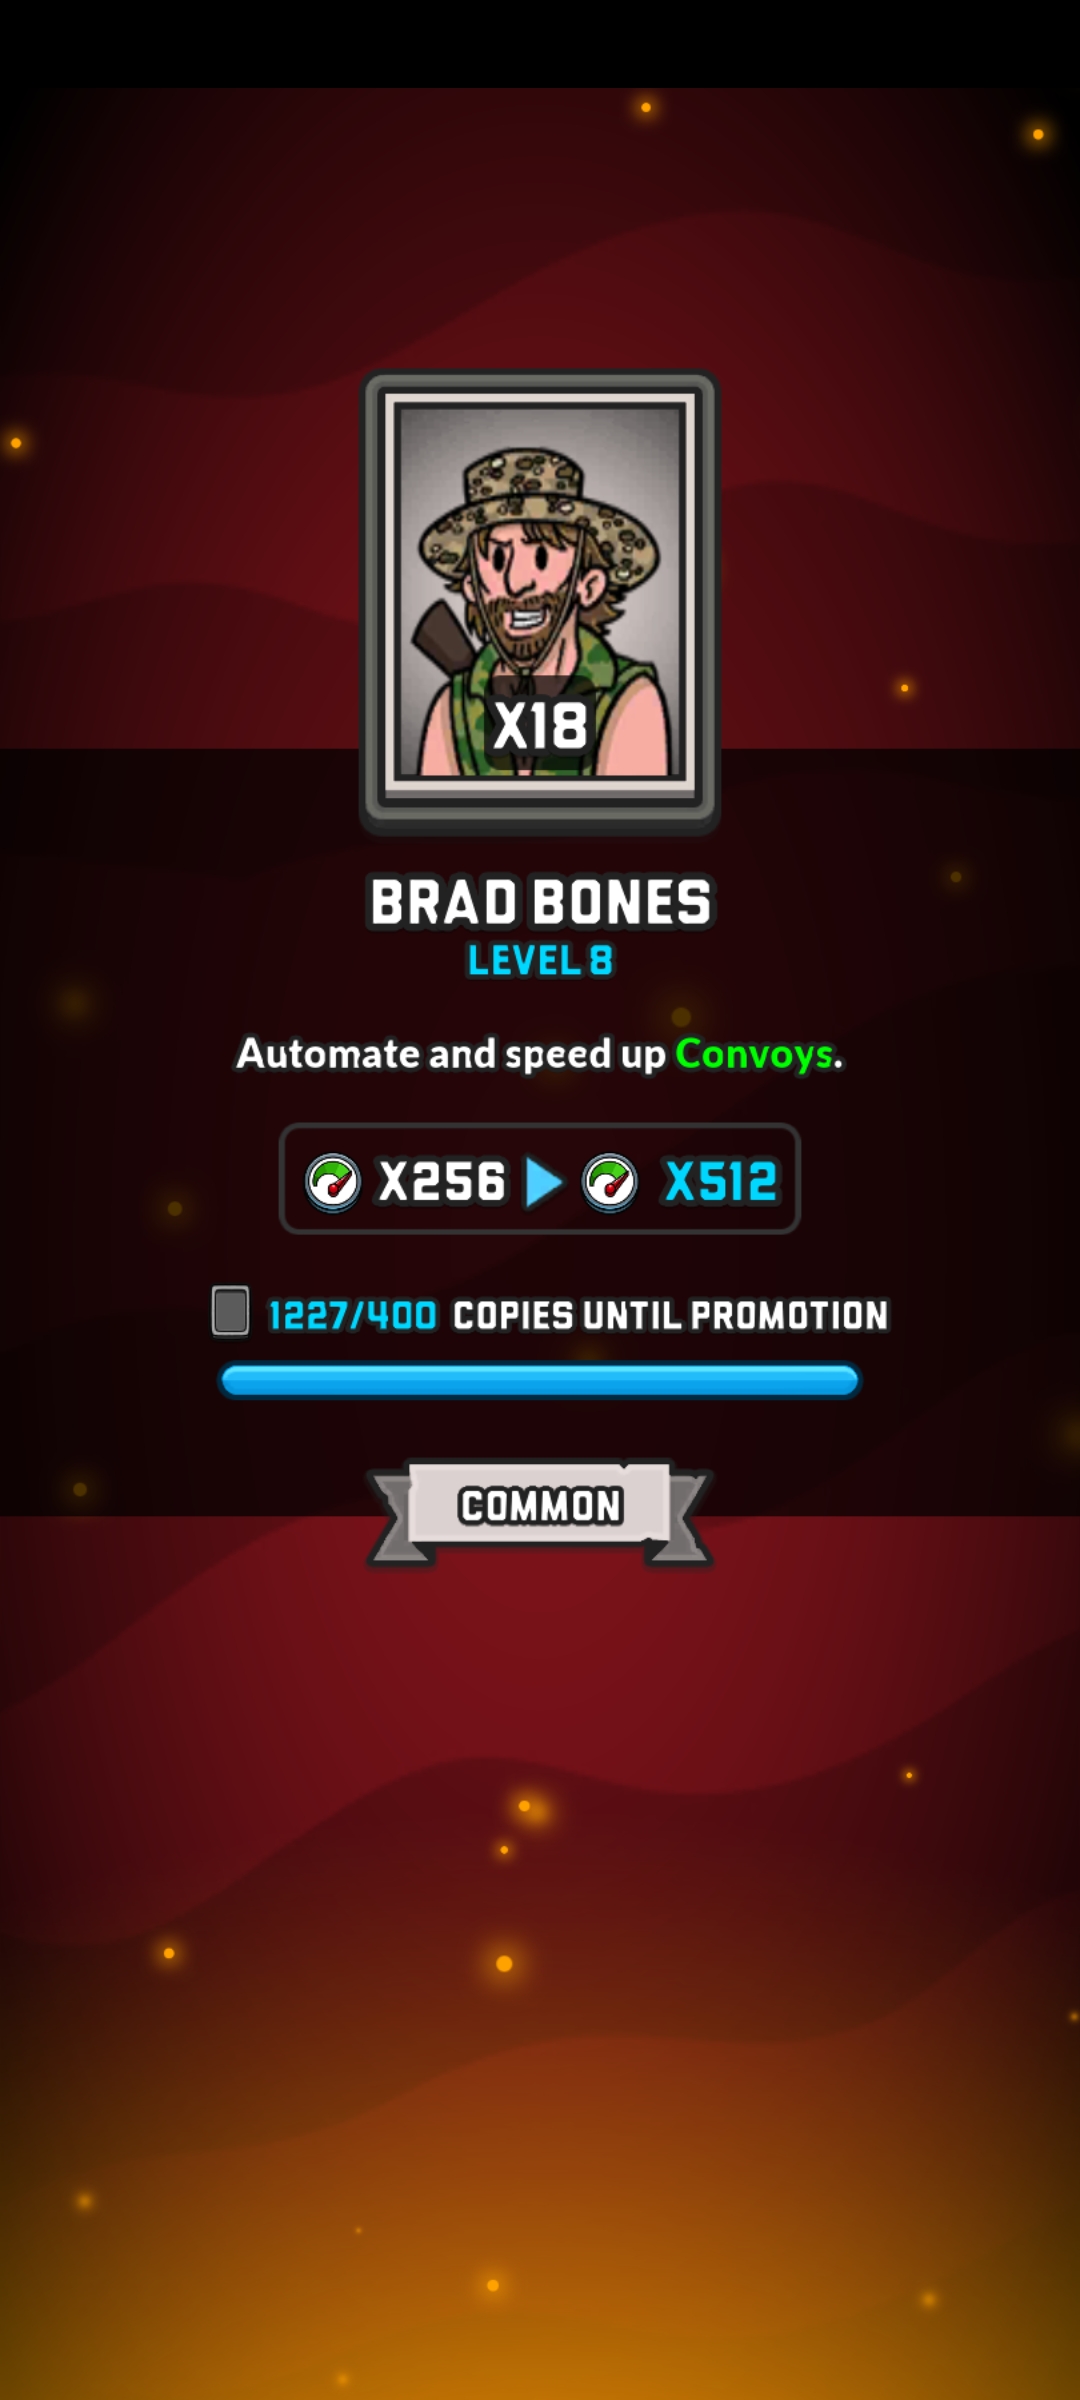 X18
BRAD BONES
LEVEL 8
Automate and speed up Convoys.
X256 X512
1227/400 COPIES UNTIL PROMOTION
COMMON